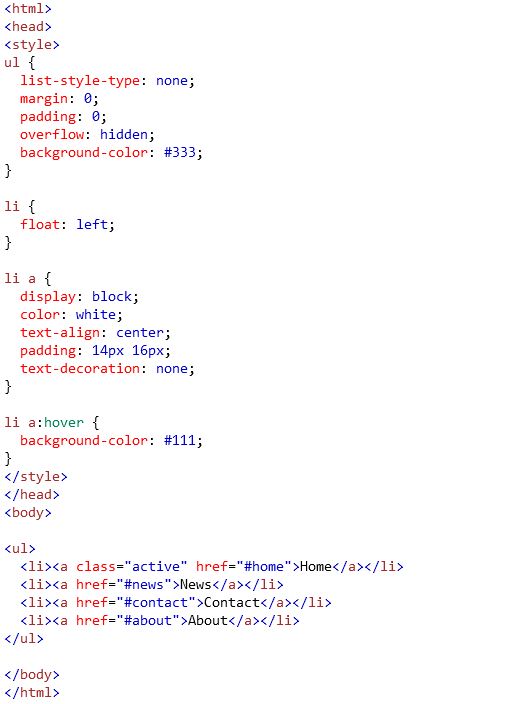 <html>
<head>
<style>
ul {
  list-style-type: none;
  margin: 0;
  padding: 0;
  overflow: hidden;
  background-color: #333;
}

li {
  float: left;
}

li a {
  display: block;
  color: white;
  text-align: center;
  padding: 14px 16px;
  text-decoration: none;
}

li a:hover {
  background-color: #111;
}
</style>
</head>
<body>

<ul>
  <li><a class="active" href="#home">Home</a></li>
  <li><a href="#news">News</a></li>
  <li><a href="#contact">Contact</a></li>
  <li><a href="#about">About</a></li>
</ul>

</body>
</html>